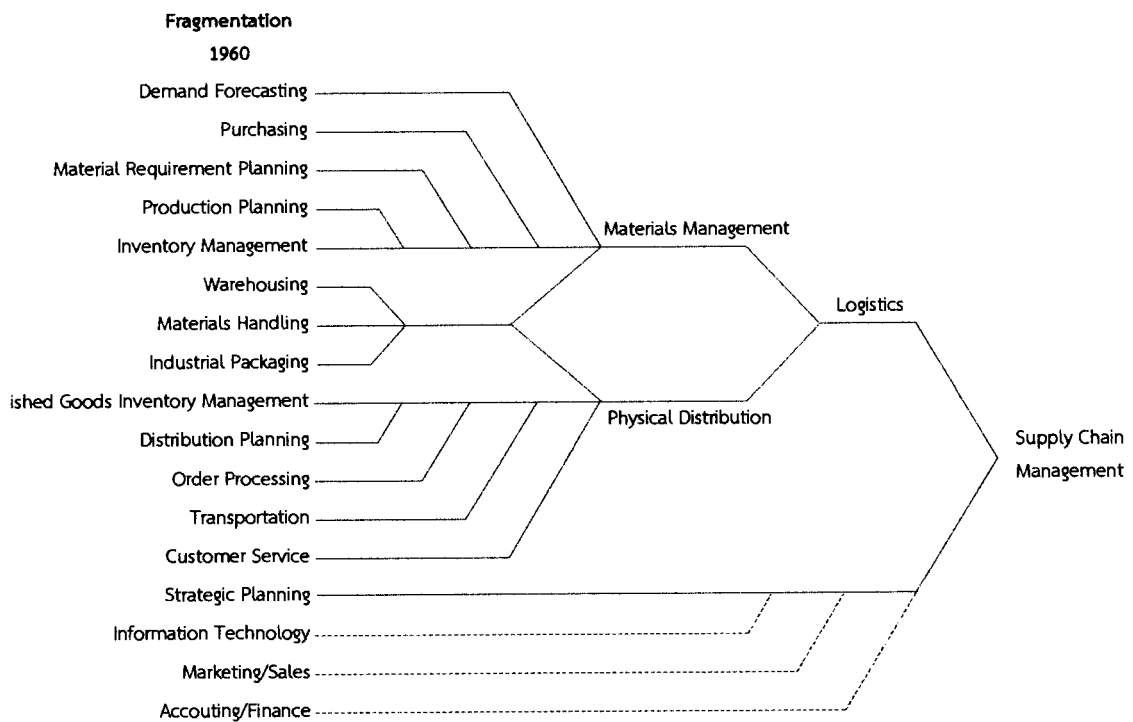 Fragmentation
1960
Demand Forecasting
Purchasing
Material Requirement Planning
Production Planning
Inventory Management
Warehousing
Materials Handling
Industrial Packaging
ished Goods Inventory Management
Distribution Planning
Order Processing
Transportation
Customer Service
Strategic Planning
Information Technology
Marketing/Sales
Accouting/Finance
Materials Management
Physical Distribution
Logistics
Supply Chain
Management